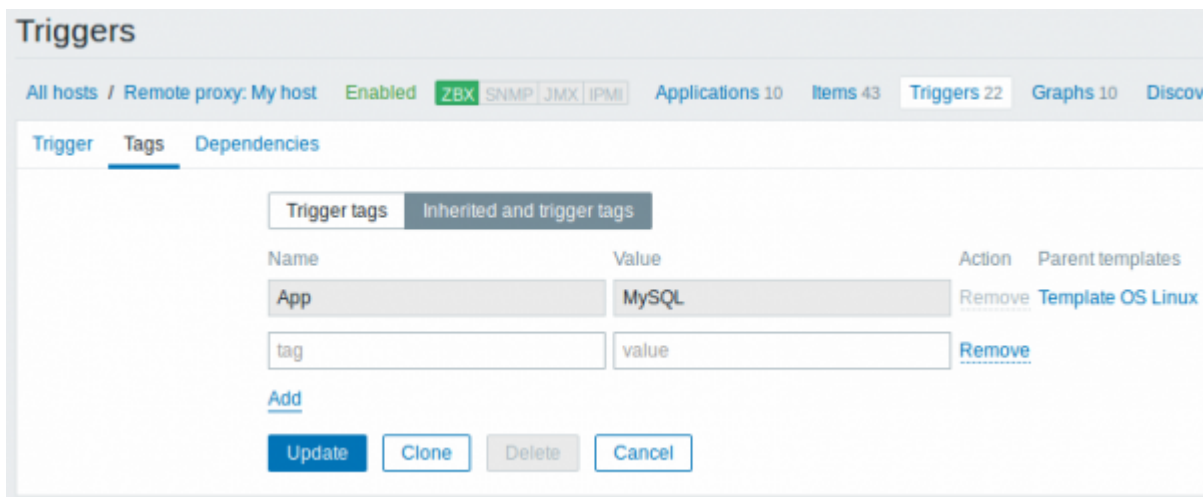 Triggers
All hosts / Remote proxy: My host Enabled ZBX SNMP JMX IPMI Applications 10 Items 43 Triggers 22 Graphs 10 Discov
Trigger Tags Dependencies
Trigger tags Inherited and trigger tags
Name Value Action Parent templates
App MySQL Remove Template OS Linux
tag value Remove
Add
Update Clone Delete Cancel